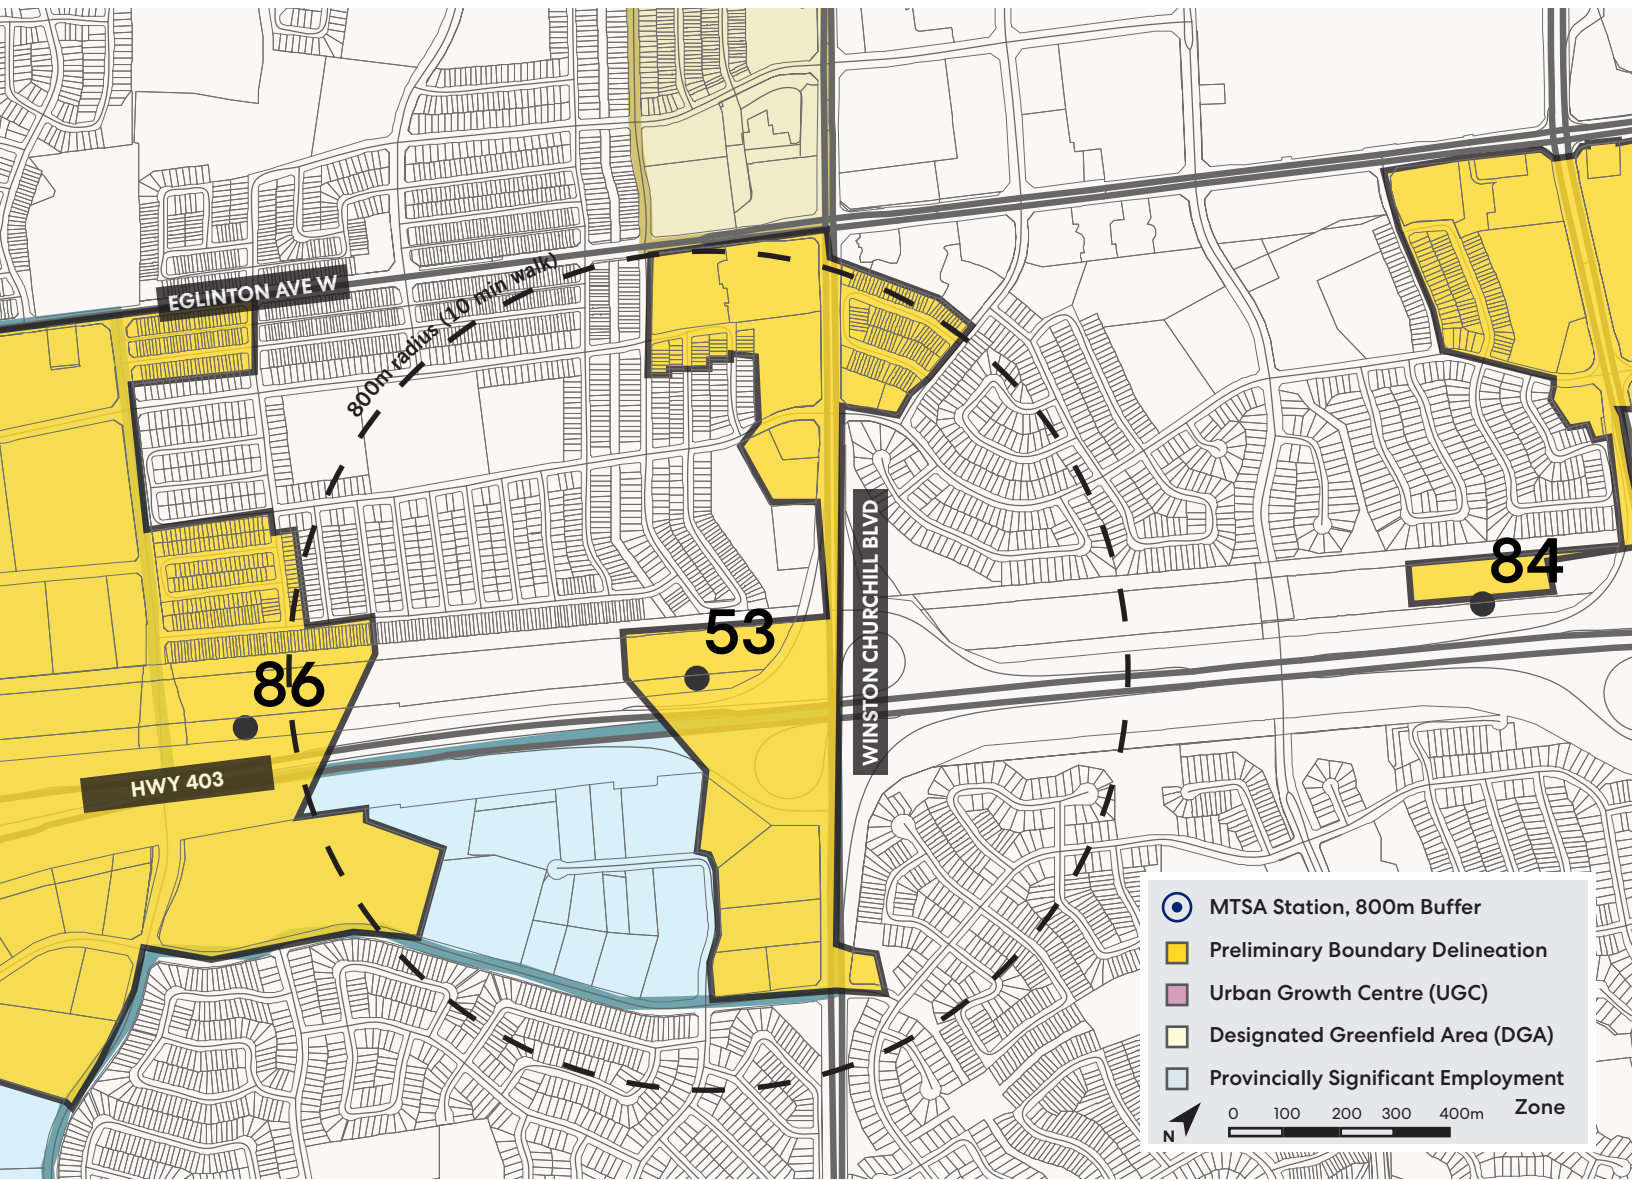 EGLINTON AVE W
800m radius (10 min walk)
WINSTON CHURCHILL BLVD
84
53
86
HWY 403
MTSA Station, 800m Buffer
Preliminary Boundary Delineation
Urban Growth Centre (UGC)
Designated Greenfield Area (DGA)
Provincially Significant Employment
Zone
N
0 100 200 300 400m